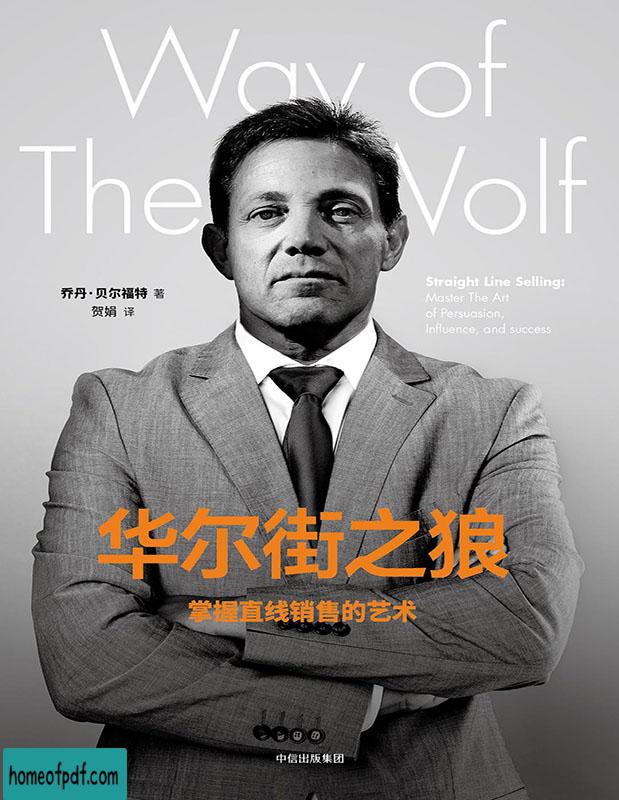 Way of
The Wolf
Straight Line Selling:
Master The Art
of Persuasion,
Influence, and success
乔丹·贝尔福特 著
贺娟 译
华尔街之狼
掌握直线销售的艺术
中信出版集团
homeofpdf.com